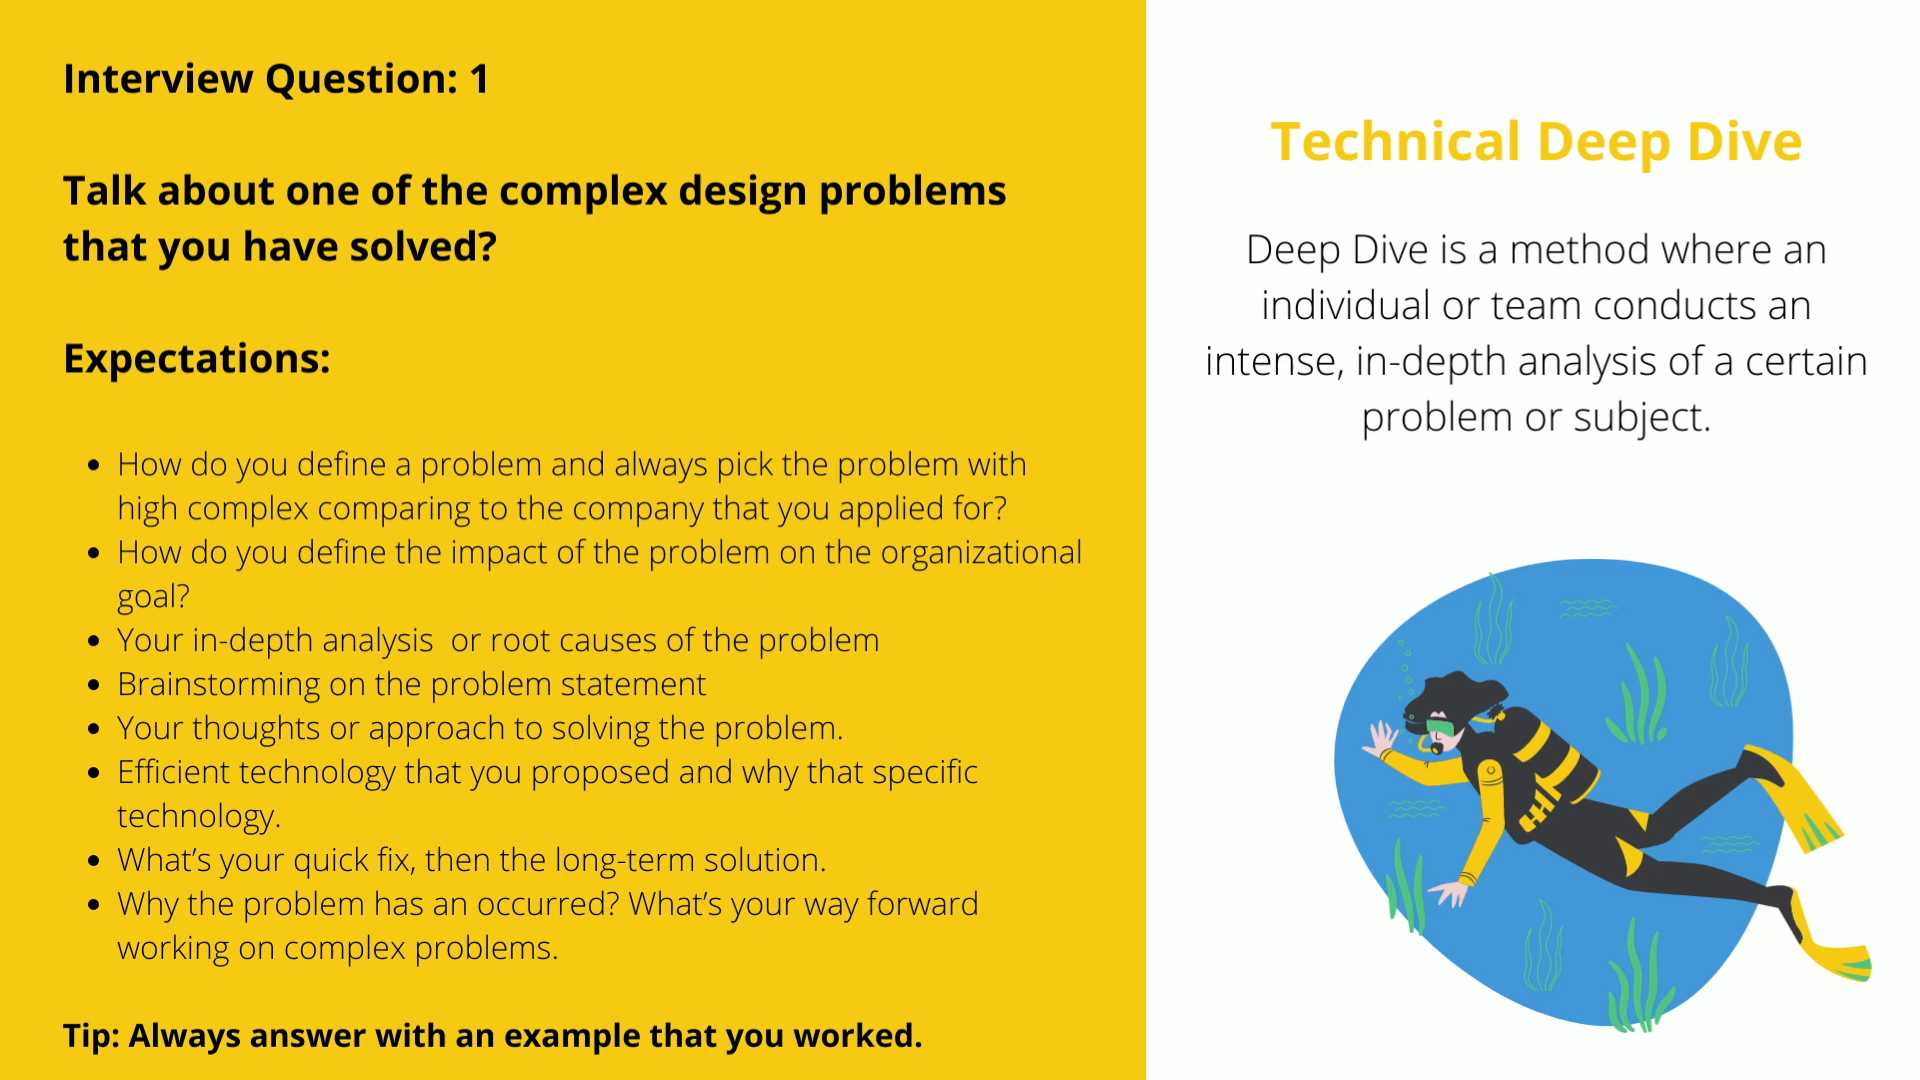 Interview Question: 1
Talk about one of the complex design problems
that you have solved?
Expectations:
• How do you define a problem and always pick the problem with
high complex comparing to the company that you applied for?
• How do you define the impact of the problem on the organizational
goal?
• Your in-depth analysis  or root causes of the problem
• Brainstorming on the problem statement
• Your thoughts or approach to solving the problem.
• Efficient technology that you proposed and why that specific
technology.
• What’s your quick fix, then the long-term solution.
• Why the problem has an occurred? What’s your way forward
working on complex problems.
Tip: Always answer with an example that you worked.
Technical Deep Dive
Deep Dive is a method where an
individual or team conducts an
intense, in-depth analysis of a certain
problem or subject.